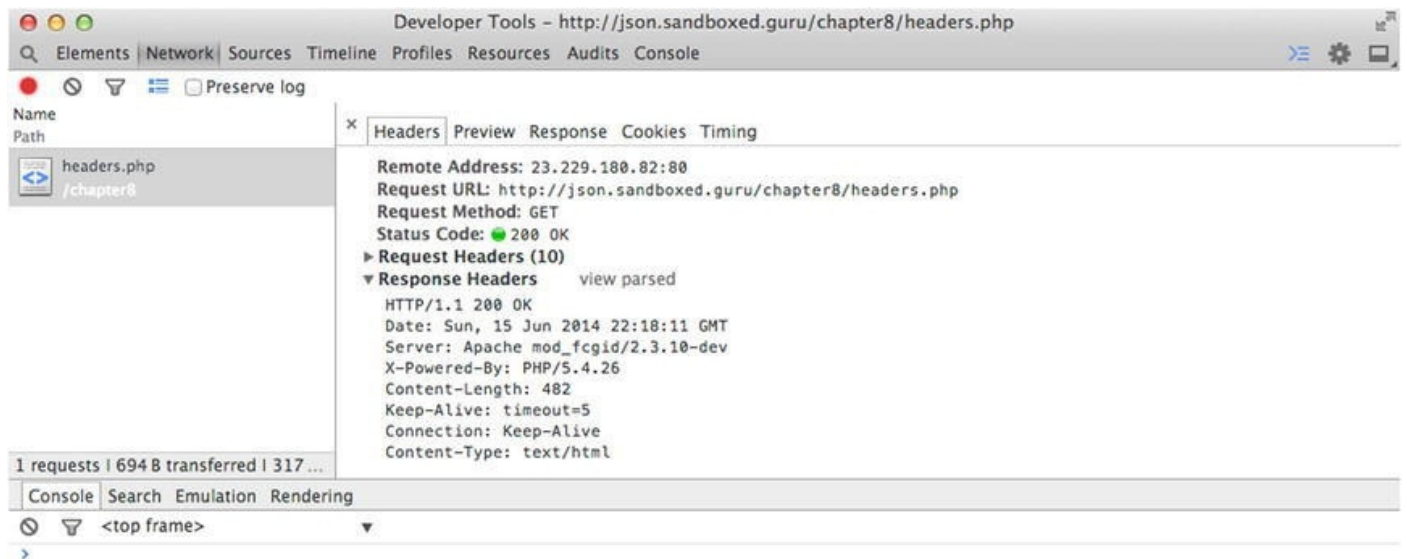 Developer Tools – http://json.sandboxed.guru/chapter8/headers.php
Elements Network Sources Timeline Profiles Resources Audits Console
Preserve log
Name
Path
headers.php
/chapter8
Headers Preview Response Cookies Timing
Remote Address: 23.229.180.82:80
Request URL: http://json.sandboxed.guru/chapter8/headers.php
Request Method: GET
Status Code: 200 OK
Request Headers (10)
Response Headers view parsed
HTTP/1.1 200 OK
Date: Sun, 15 Jun 2014 22:18:11 GMT
Server: Apache mod_fcgid/2.3.10-dev
X-Powered-By: PHP/5.4.26
Content-Length: 482
Keep-Alive: timeout=5
Connection: Keep-Alive
Content-Type: text/html
1 requests | 694 B transferred | 317 ...
Console Search Emulation Rendering
<top frame>